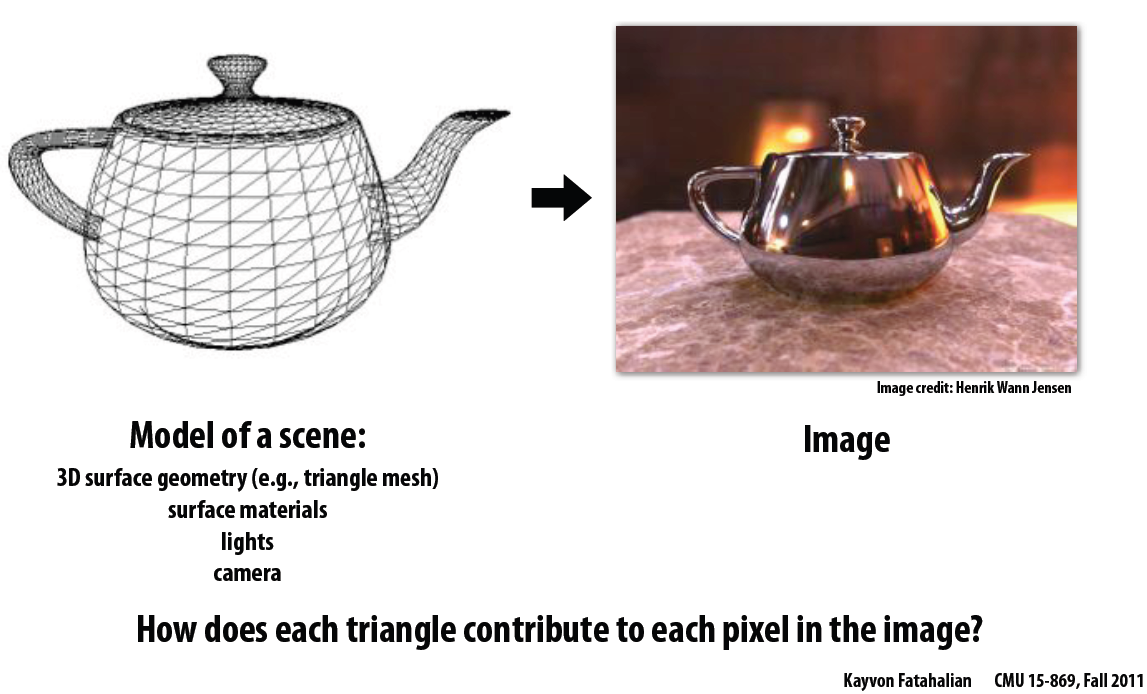 Image credit: Henrik Wann Jensen
Model of a scene:
3D surface geometry (e.g., triangle mesh)
surface materials
lights
camera
Image
How does each triangle contribute to each pixel in the image?
Kayvon Fatahalian CMU 15-869, Fall 2011